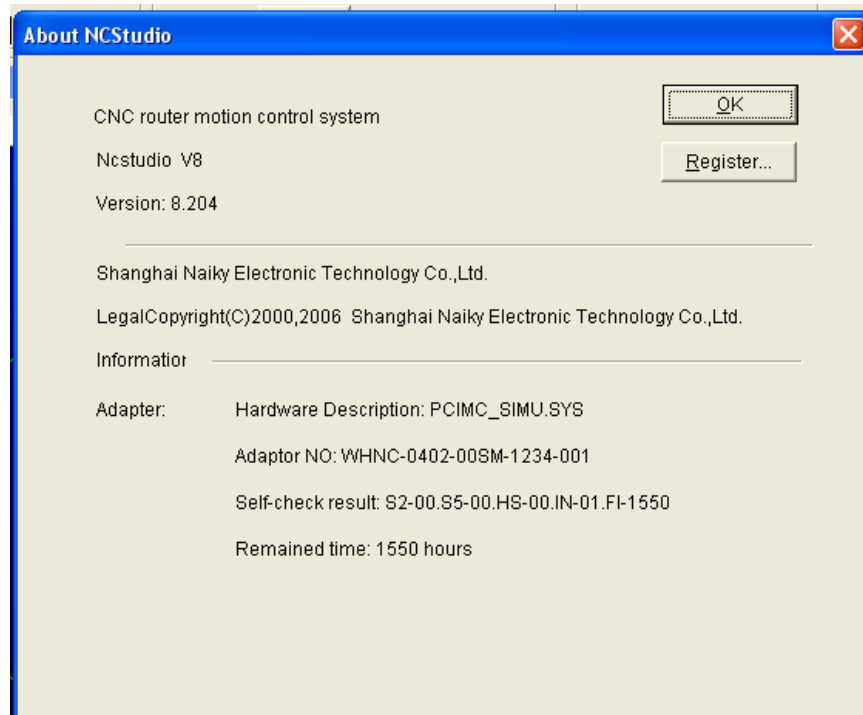 About NCStudio
OK
CNC router motion control system
Ncstudio V8
Register...
Version: 8.204
Shanghai Naiky Electronic Technology Co.,Ltd.
LegalCopyright(C)2000,2006 Shanghai Naiky Electronic Technology Co.,Ltd.
Information
Adapter: Hardware Description: PCIMC_SIMU.SYS
Adaptor NO: WHNC-0402-00SM-1234-001
Self-check result: S2-00.S5-00.HS-00.IN-01.FI-1550
Remained time: 1550 hours